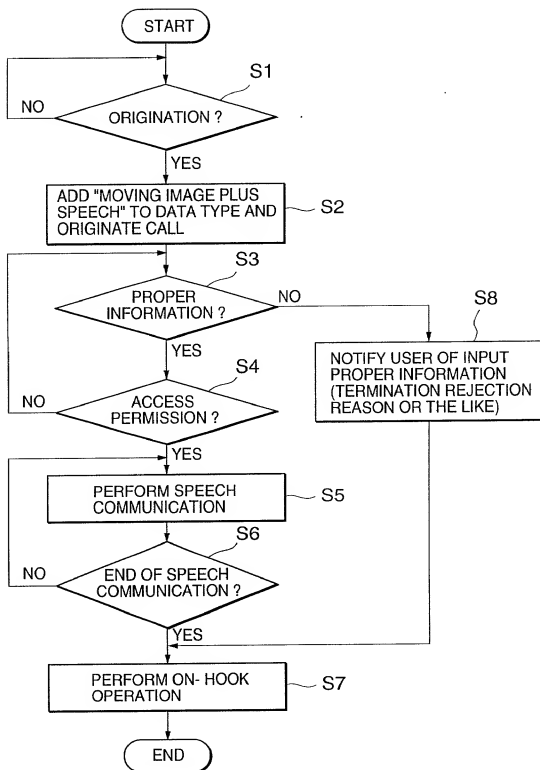 START
S1
NO
ORIGINATION ?
YES
ADD "MOVING IMAGE PLUS
SPEECH" TO DATA TYPE AND
ORIGINATE CALL
S2
S3
PROPER
INFORMATION ?
NO
S8
YES
NOTIFY USER OF INPUT
PROPER INFORMATION
(TERMINATION REJECTION
REASON OR THE LIKE)
S4
ACCESS
PERMISSION ?
YES
PERFORM SPEECH
COMMUNICATION
S5
S6
NO
END OF SPEECH
COMMUNICATION ?
YES
PERFORM ON- HOOK
OPERATION
S7
END